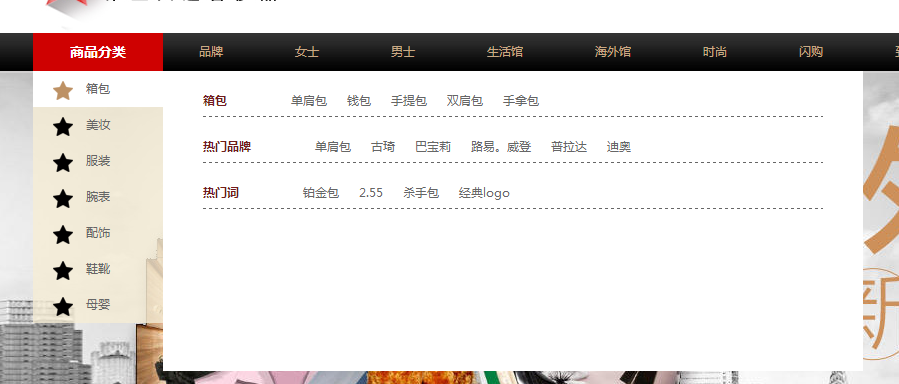 商品分类 品牌 女士 男士 生活馆 海外馆 时尚 闪购
箱包
美妆
服装
腕表
配饰
鞋靴
母婴
箱包 单肩包 钱包 手提包 双肩包 手拿包
热门品牌 单肩包 古琦 巴宝莉 路易。威登 普拉达 迪奥
热门词 铂金包 2.55 杀手包 经典logo
新